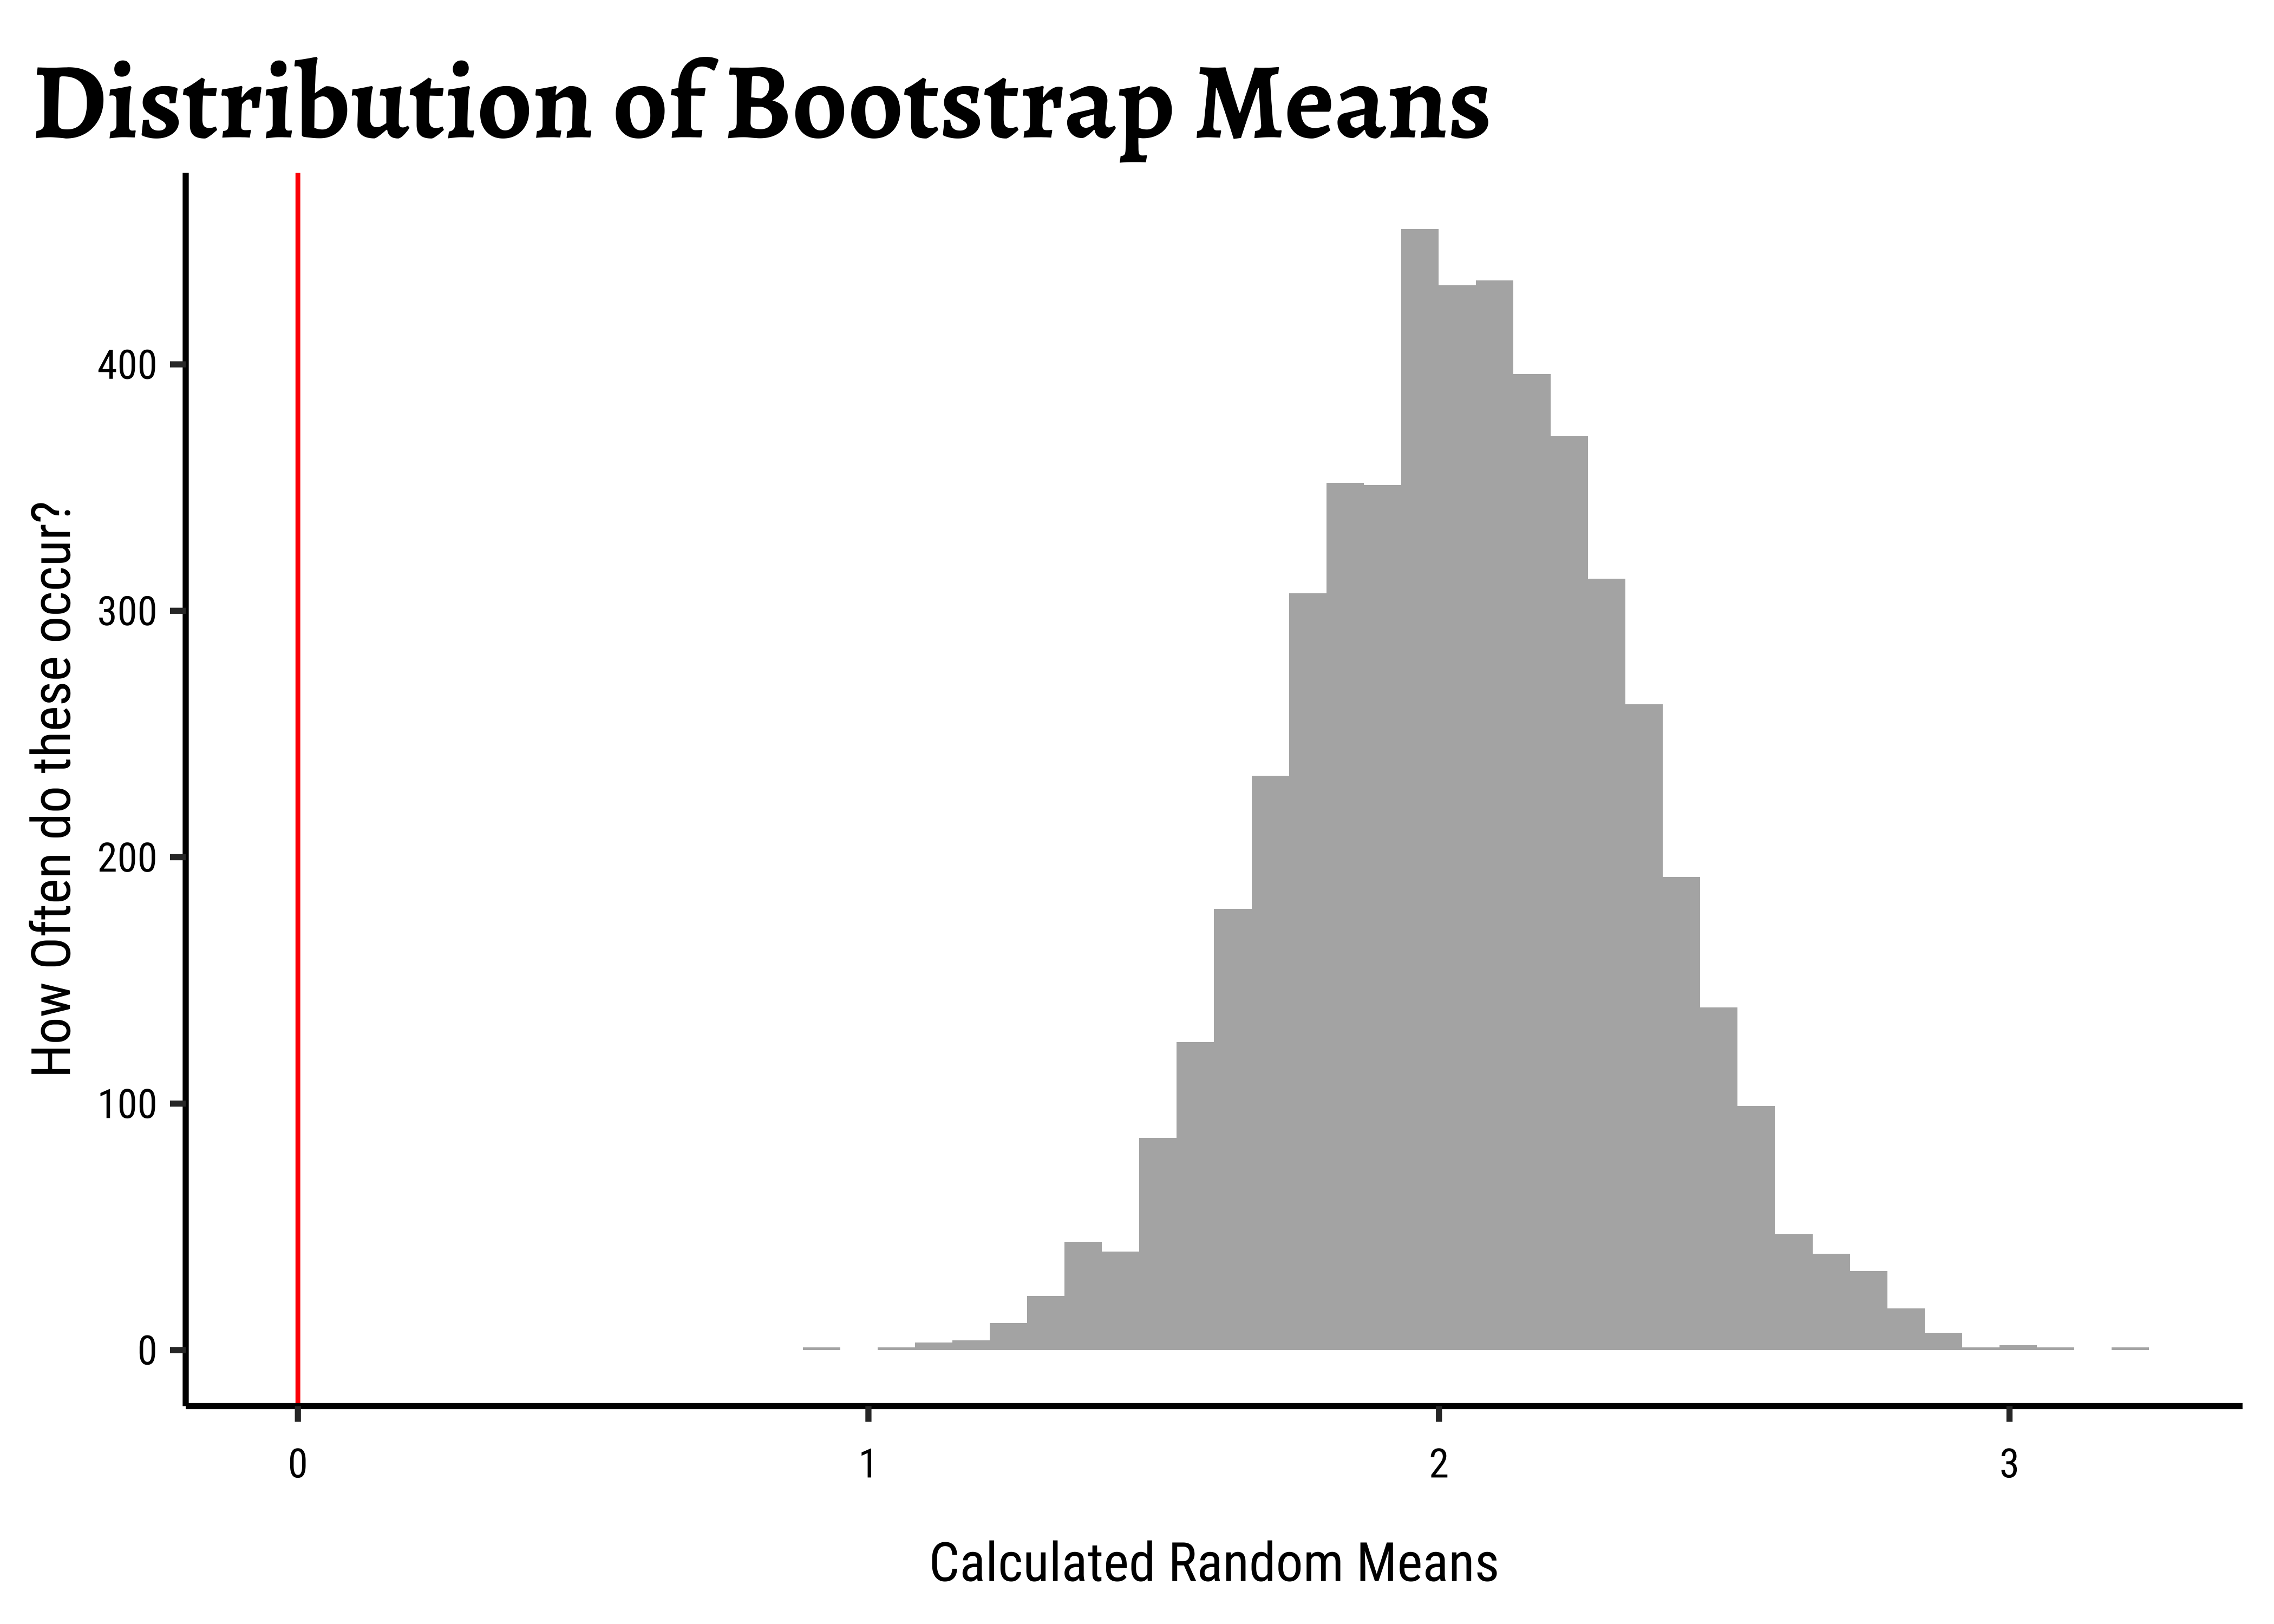 Distribution of Bootstrap Means
How Often do these occur?
400
300
200
100
0
0 1 2 3
Calculated Random Means